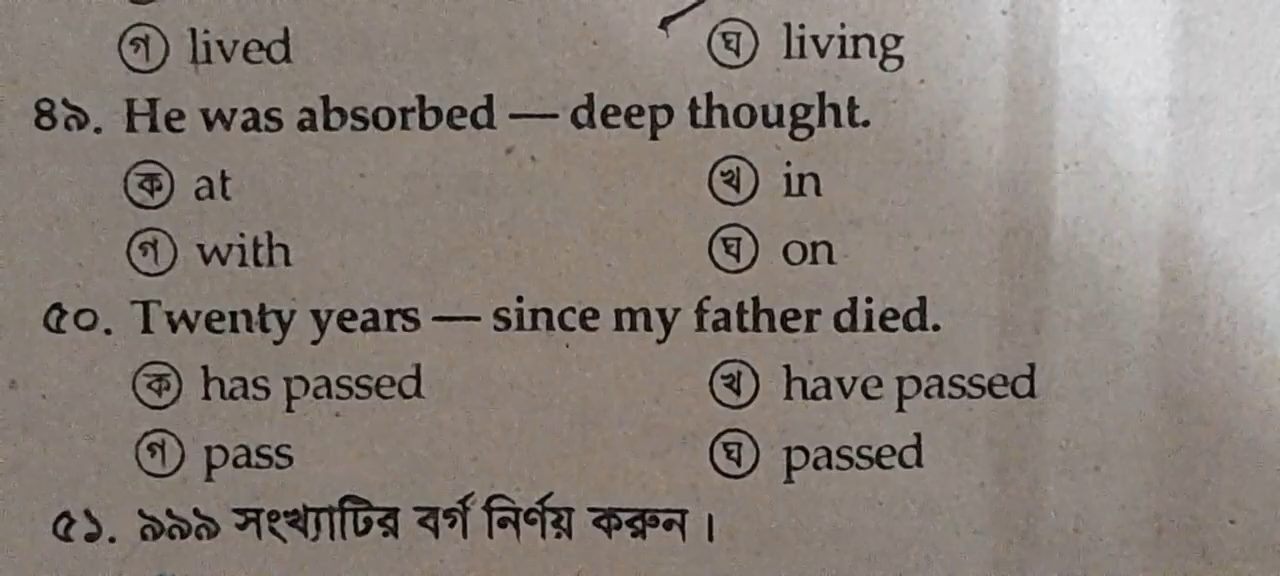 গ lived ঘ living
৪৯. He was absorbed — deep thought.
ক at খ in
গ with ঘ on
৫০. Twenty years — since my father died.
ক has passed খ have passed
গ pass ঘ passed
৫১. ৯৯৯ সংখ্যাটির বর্গ নির্ণয় করুন।